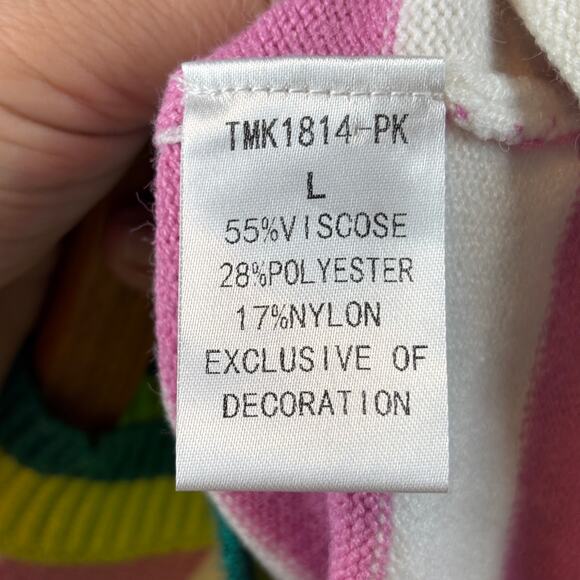 TMK1814-PK
L
55%VISCOSE
28%POLYESTER
17%NYLON
EXCLUSIVE OF
DECORATION